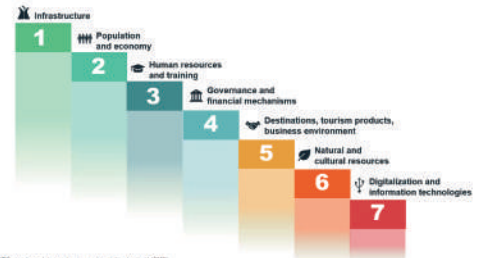 Infrastructure
1
Population
and economy
2
Human resources
and training
3
Governance and
financial mechanisms
4
Destinations, tourism products,
business environment
5
Natural and
cultural resources
6
Digitalization and
information technologies
7